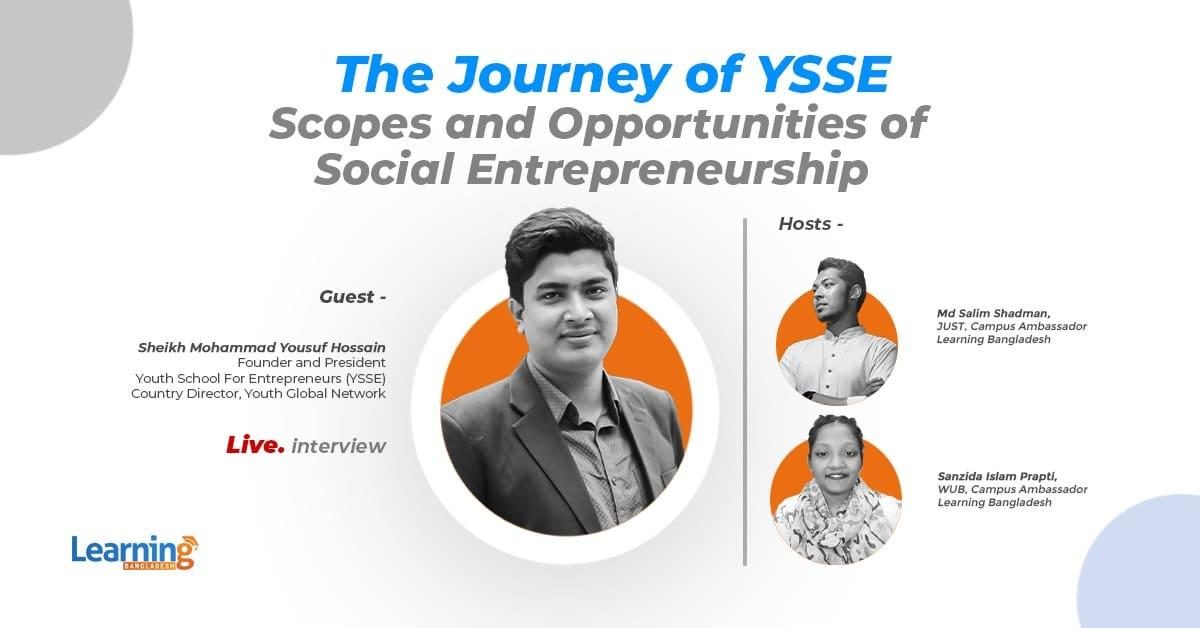 The Journey of YSSE
Scopes and Opportunities of
Social Entrepreneurship
Guest -
Sheikh Mohammad Yousuf Hossain
Founder and President
Youth School For Entrepreneurs (YSSE)
Country Director, Youth Global Network
Live. interview
Hosts -
Md Salim Shadman,
JUST, Campus Ambassador
Learning Bangladesh
Sanzida Islam Prapti,
WUB, Campus Ambassador
Learning Bangladesh
Learning
BANGLADESH